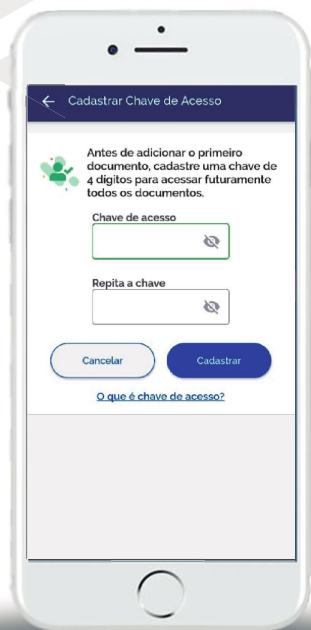 Cadastrar Chave de Acesso
Antes de adicionar o primeiro
documento, cadastre uma chave de
4 dígitos para acessar futuramente
todos os documentos.
Chave de acesso
Repita a chave
Cancelar
Cadastrar
O que é chave de acesso?